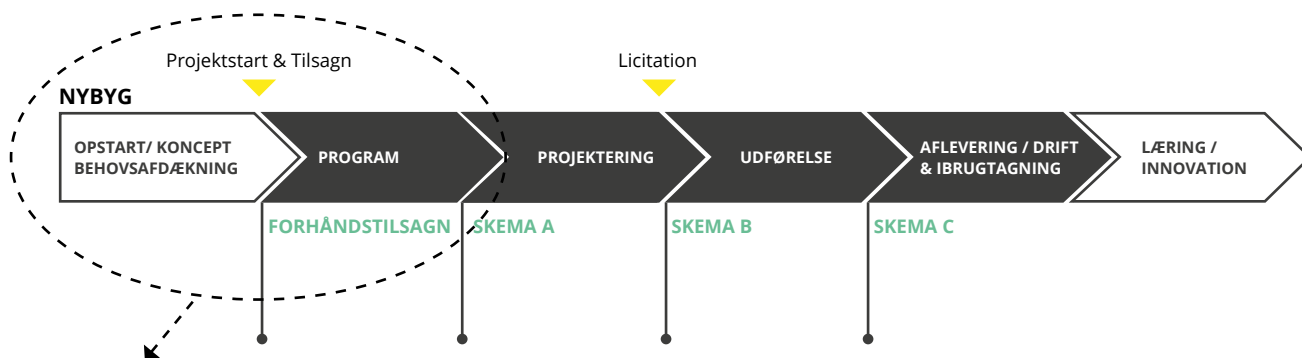 Projektstart & Tilsagn
Licitation
NYBYG
OPSTART/ KONCEPT
BEHOVSAFDÆKNING
PROGRAM
PROJEKTERING
UDFØRELSE
AFLEVERING / DRIFT
& IBRUGTAGNING
LÆRING /
INNOVATION
FORHÅNDSTILSAGN
SKEMA A
SKEMA B
SKEMA C